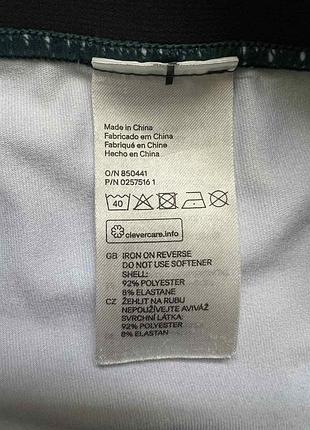 Made in China
Fabriqué en Chine
Fabriqué en Chine
Hecho en China
O/N 850441
P/N 0257516 1
40
clevercare.info
GB IRON ON REVERSE
DO NOT USE SOFTENER
SHELL:
92% POLYESTER
8% ELASTANE
CZ ŽEHLIT NA RUBU
NEPOUŽÍVEJTE AVIVÁŽ
SVRCHNÍ LÁTKA:
92% POLYESTER
8% ELASTAN